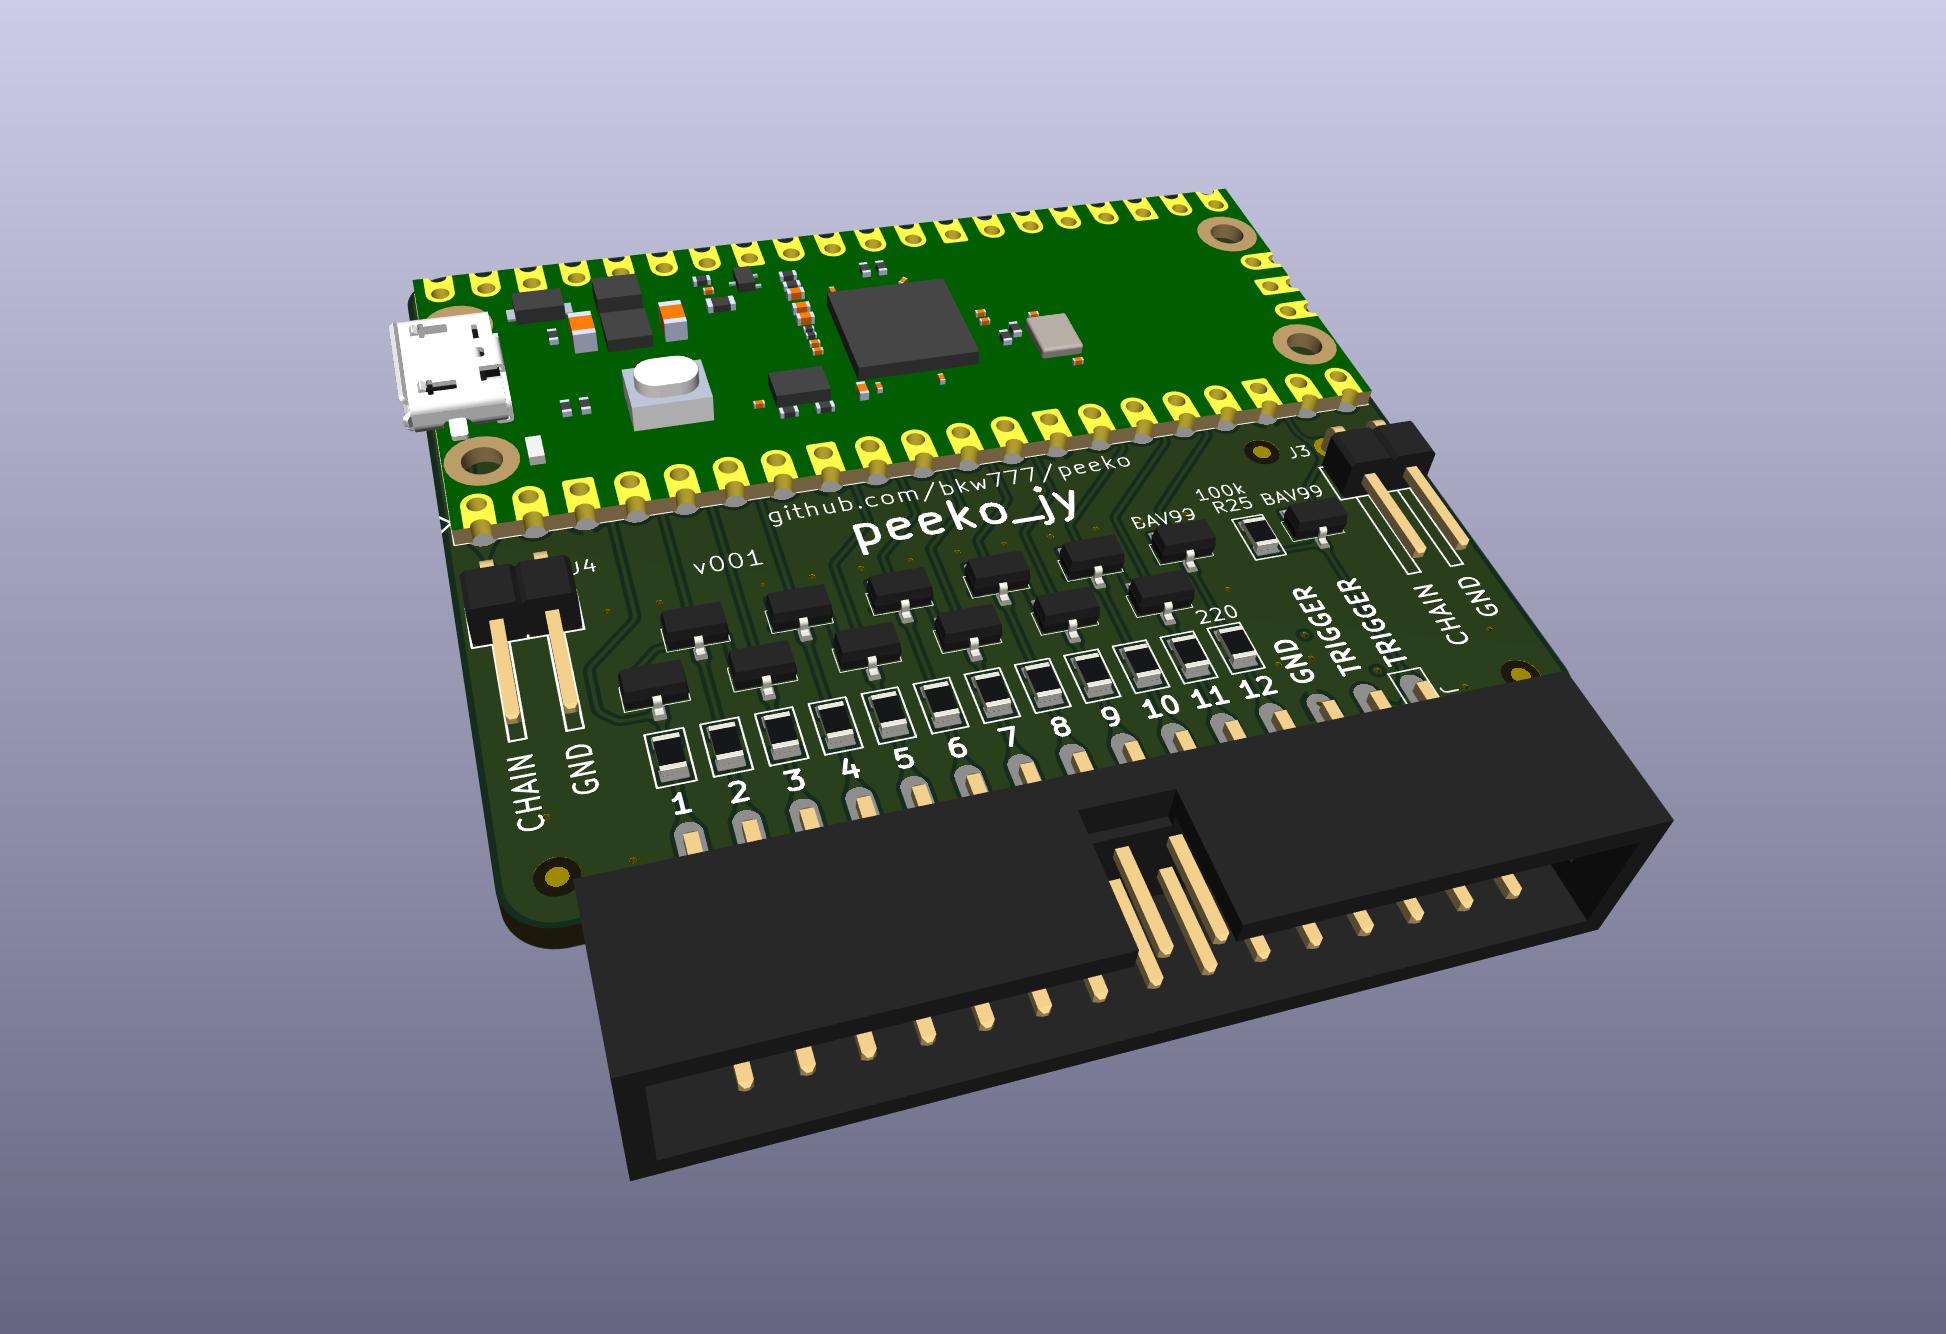 github.com/bkw777/peeko
peeko_jy
v001
J3
J4
100k
R25
BAV99
BAV99
220
CHAIN
GND
CHAIN
GND
GND
TRIGGER
TRIGGER
1
2
3
4
5
6
7
8
9
10
11
12